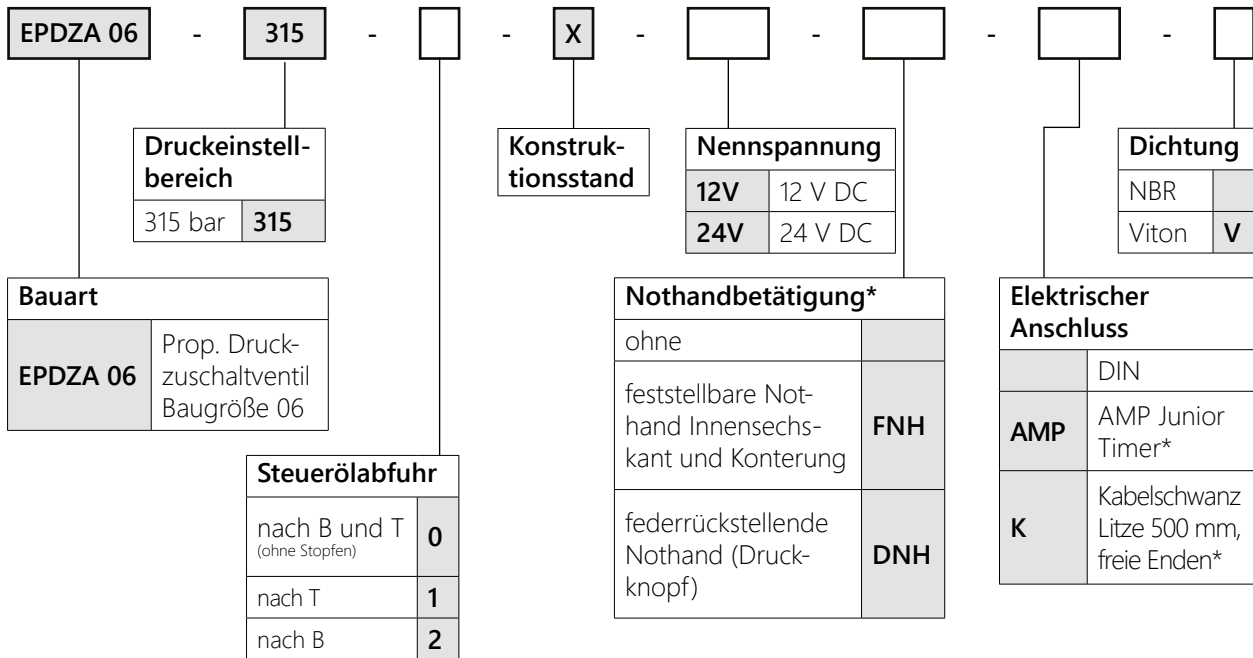 EPDZA 06 - 315 - - X - - - -
Druckeinstell-
bereich
315 bar 315
Konstruk-
tionsstand
Nennspannung
12V 12 V DC
24V 24 V DC
Dichtung
NBR
Viton V
Bauart
EPDZA 06
Prop. Druck-
zuschaltventil
Baugröße 06
Nothandbetätigung*
ohne
feststellbare Not-
hand Innensechs-
kant und Konterung
FNH
federrückstellende
Nothand (Druck-
knopf)
DNH
Elektrischer
Anschluss
DIN
AMP
AMP Junior
Timer*
K
Kabelschwanz
Litze 500 mm,
freie Enden*
Steuerölabfuhr
nach B und T
(ohne Stopfen)
0
nach T 1
nach B 2